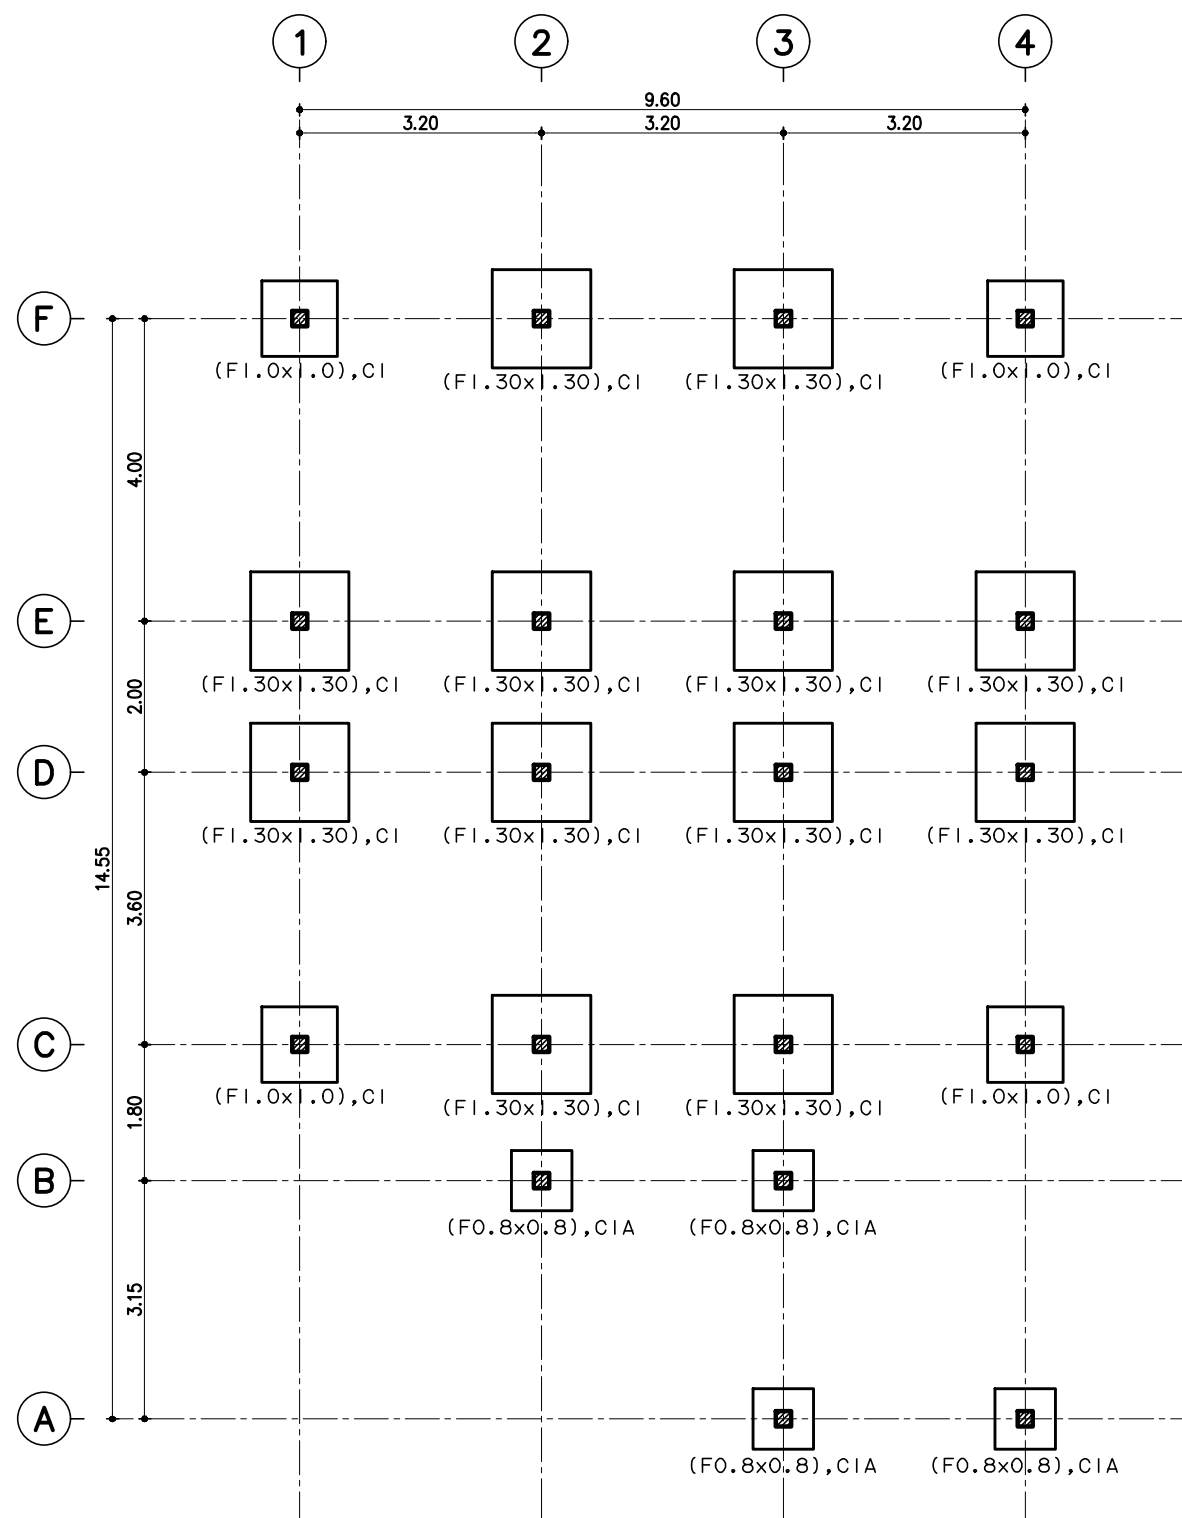 1 2 3 4
9.60
3.20 3.20 3.20
F
(F1.0x1.0),C1 (F1.30x1.30),C1 (F1.30x1.30),C1 (F1.0x1.0),C1
4.00
E
(F1.30x1.30),C1 (F1.30x1.30),C1 (F1.30x1.30),C1 (F1.30x1.30),C1
2.00
D
(F1.30x1.30),C1 (F1.30x1.30),C1 (F1.30x1.30),C1 (F1.30x1.30),C1
14.55
3.60
C
(F1.0x1.0),C1 (F1.30x1.30),C1 (F1.30x1.30),C1 (F1.0x1.0),C1
1.80
B
(F0.8x0.8),C1A (F0.8x0.8),C1A
3.15
A
(F0.8x0.8),C1A (F0.8x0.8),C1A